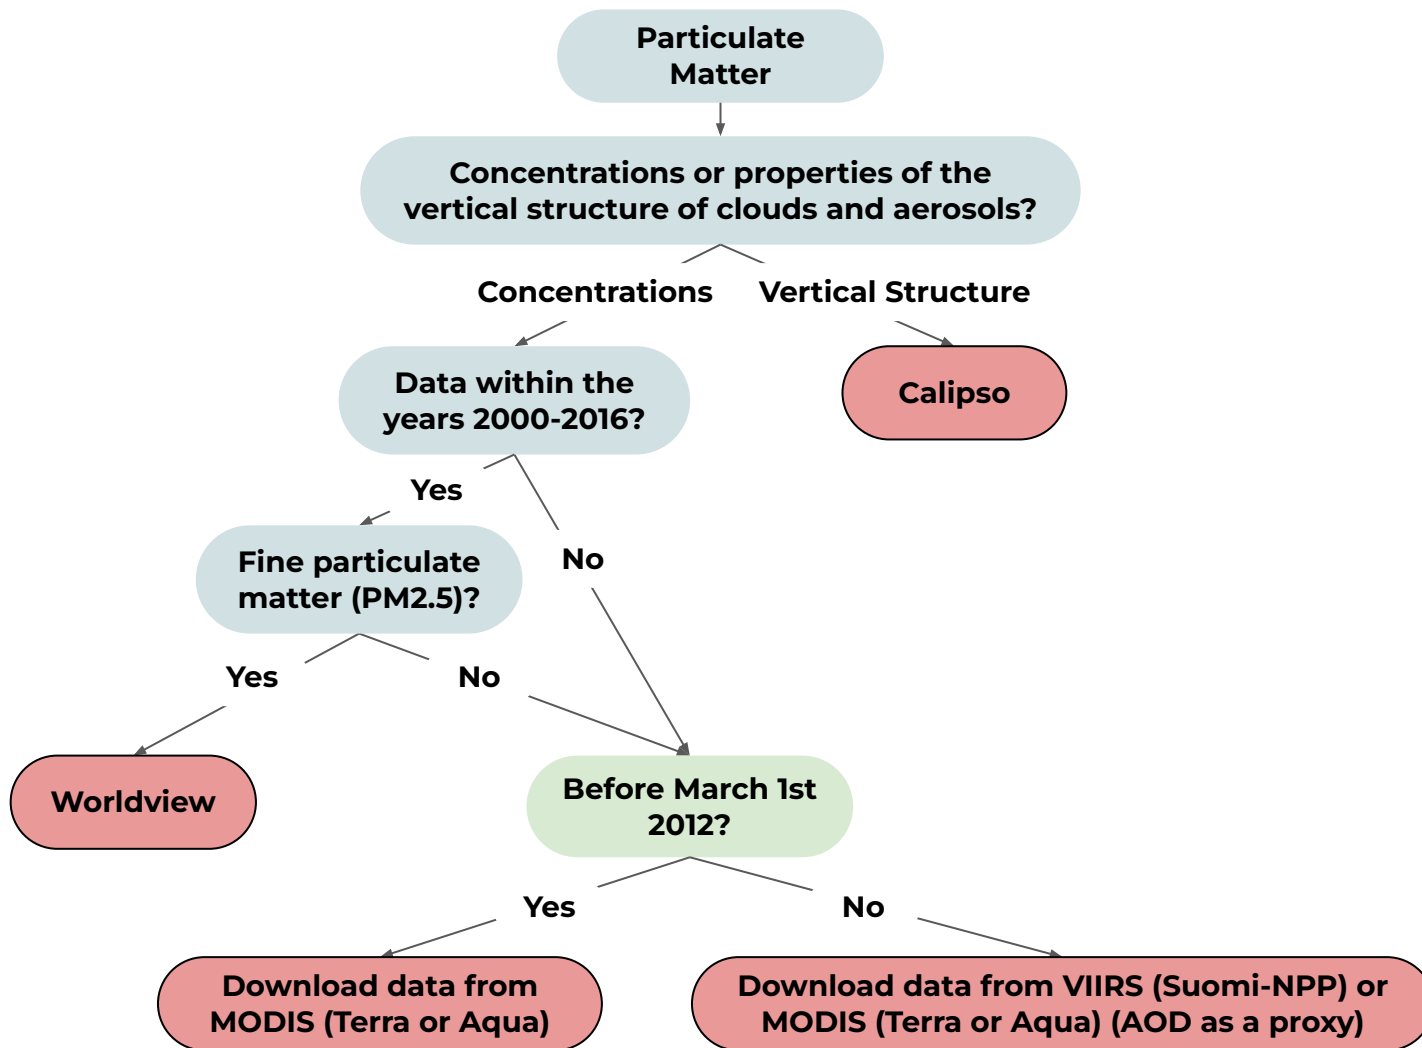 Particulate
Matter
Concentrations or properties of the
vertical structure of clouds and aerosols?
Concentrations
Vertical Structure
Data within the
years 2000-2016?
Calipso
Yes
No
Fine particulate
matter (PM2.5)?
Yes
No
Worldview
Before March 1st
2012?
Yes
No
Download data from
MODIS (Terra or Aqua)
Download data from VIIRS (Suomi-NPP) or
MODIS (Terra or Aqua) (AOD as a proxy)